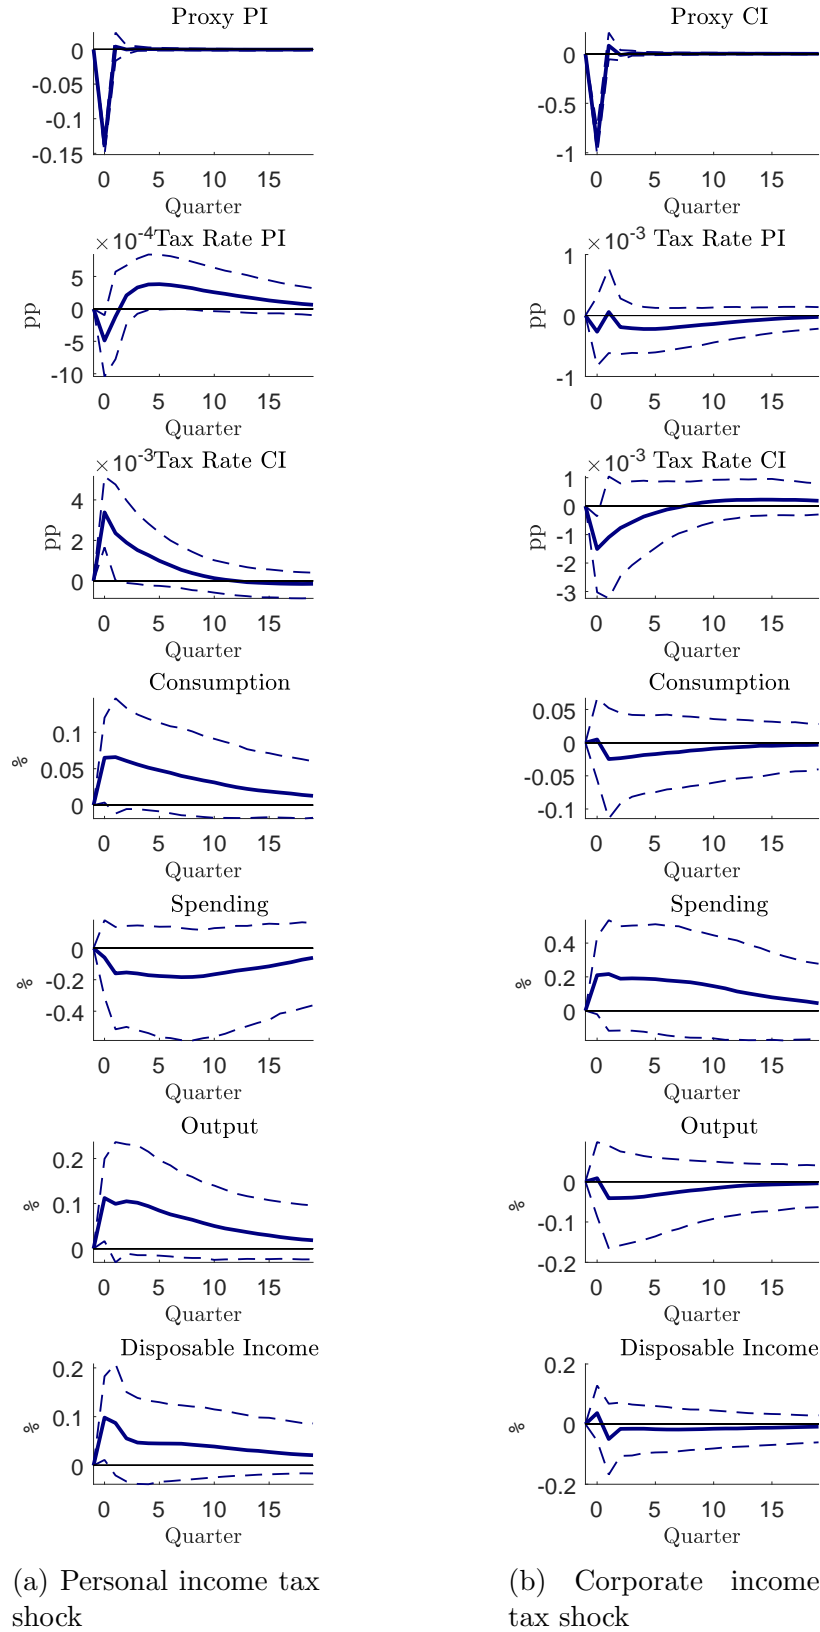 Proxy PI
0
-0.05
-0.1
-0.15
0 5 10 15
Quarter
×10-4 Tax Rate PI
5
0
-5
-10
pp
0 5 10 15
Quarter
×10-3 Tax Rate CI
4
2
0
pp
0 5 10 15
Quarter
Consumption
0.1
0.05
0
%
0 5 10 15
Quarter
Spending
0
-0.2
-0.4
%
0 5 10 15
Quarter
Output
0.2
0.1
0
%
0 5 10 15
Quarter
Disposable Income
0.2
0.1
0
%
0 5 10 15
Quarter
(a) Personal income tax
shock
Proxy CI
0
-0.5
-1
0 5 10 15
Quarter
×10-3 Tax Rate PI
1
0
-1
pp
0 5 10 15
Quarter
×10-3 Tax Rate CI
1
0
-1
-2
-3
pp
0 5 10 15
Quarter
Consumption
0.05
0
-0.05
-0.1
0 5 10 15
Quarter
Spending
0.4
0.2
0
%
0 5 10 15
Quarter
Output
0
-0.1
-0.2
%
0 5 10 15
Quarter
Disposable Income
0.2
0
-0.2
%
0 5 10 15
Quarter
(b) Corporate income
tax shock